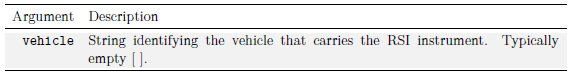 Argument Description
vehicle String identifying the vehicle that carries the RSI instrument. Typically
empty [ ].